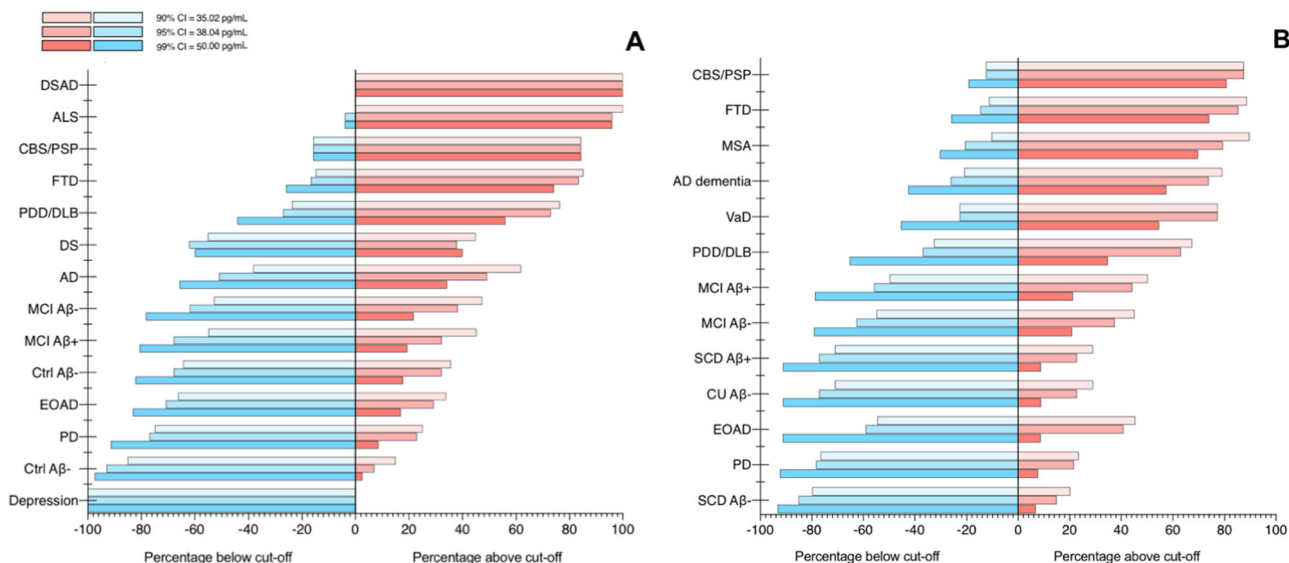 90% CI = 35.02 pg/mL
95% CI = 38.04 pg/mL
99% CI = 50.00 pg/mL
A
DSAD
ALS
CBS/PSP
FTD
PDD/DLB
DS
AD
MCI Aβ-
MCI Aβ+
Ctrl Aβ-
EOAD
PD
Ctrl Aβ-
Depression
-100 -80 -60 -40 -20 0 20 40 60 80 100
Percentage below cut-off Percentage above cut-off
B
CBS/PSP
FTD
MSA
AD dementia
VaD
PDD/DLB
MCI Aβ+
MCI Aβ-
SCD Aβ+
CU Aβ-
EOAD
PD
SCD Aβ-
-100 -80 -60 -40 -20 0 20 40 60 80 100
Percentage below cut-off Percentage above cut-off